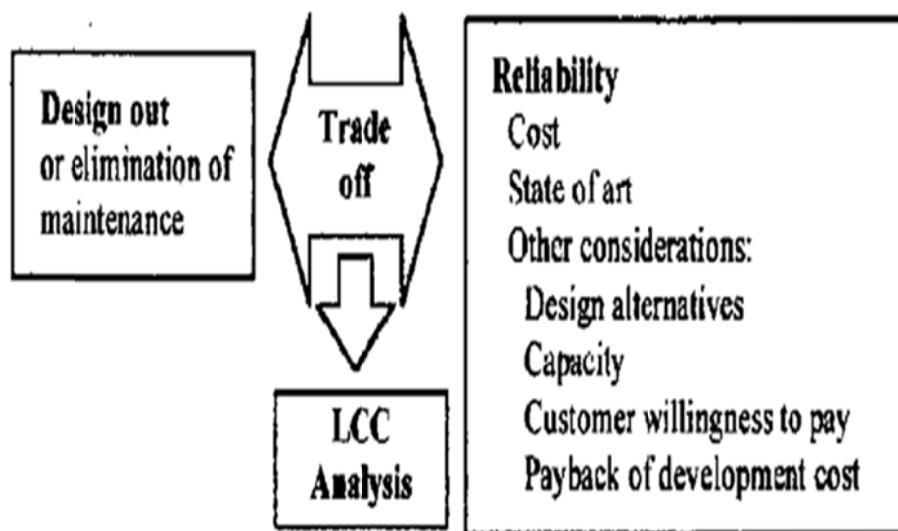 Design out
or elimination of
maintenance
Trade
off
LCC
Analysis
Reliability
Cost
State of art
Other considerations:
Design alternatives
Capacity
Customer willingness to pay
Payback of development cost